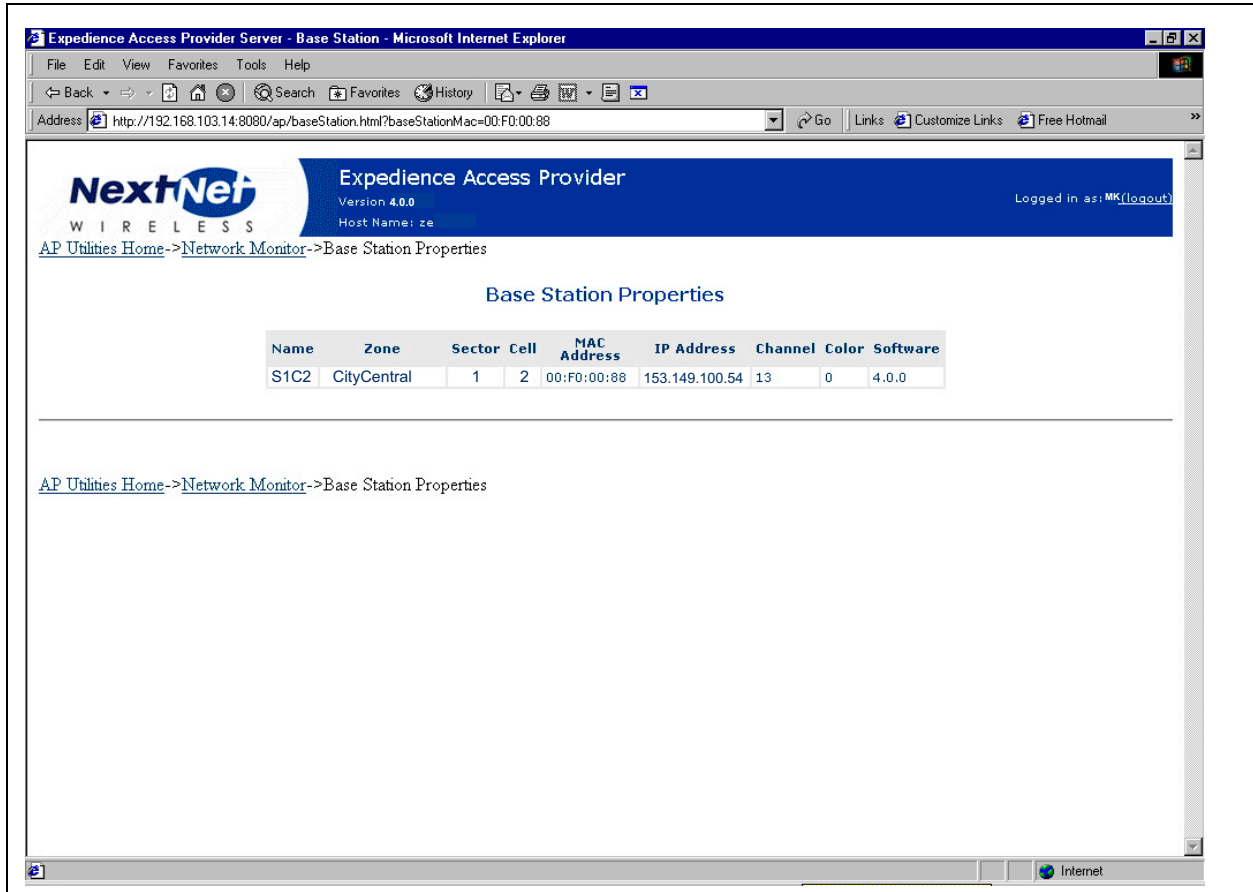 Expedience Access Provider Server - Base Station - Microsoft Internet Explorer
File Edit View Favorites Tools Help
Back Search Favorites History
Address http://192.168.103.14:8080/ap/baseStation.html?baseStationMac=00:F0:00:88 Go Links Customize Links Free Hotmail »
NextNet
WIRELESS
Expedience Access Provider
Version 4.0.0
Host Name: ze
Logged in as: MK(logout)
AP Utilities Home->Network Monitor->Base Station Properties
Base Station Properties
Name Zone Sector Cell MAC Address IP Address Channel Color Software
S1C2 CityCentral 1 2 00:F0:00:88 153.149.100.54 13 0 4.0.0
AP Utilities Home->Network Monitor->Base Station Properties
Internet